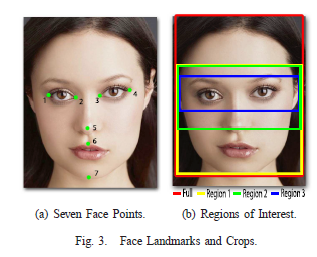 1 2 3 4
5
6
7
Full Region 1 Region 2 Region 3
(a) Seven Face Points. (b) Regions of Interest.
Fig. 3. Face Landmarks and Crops.